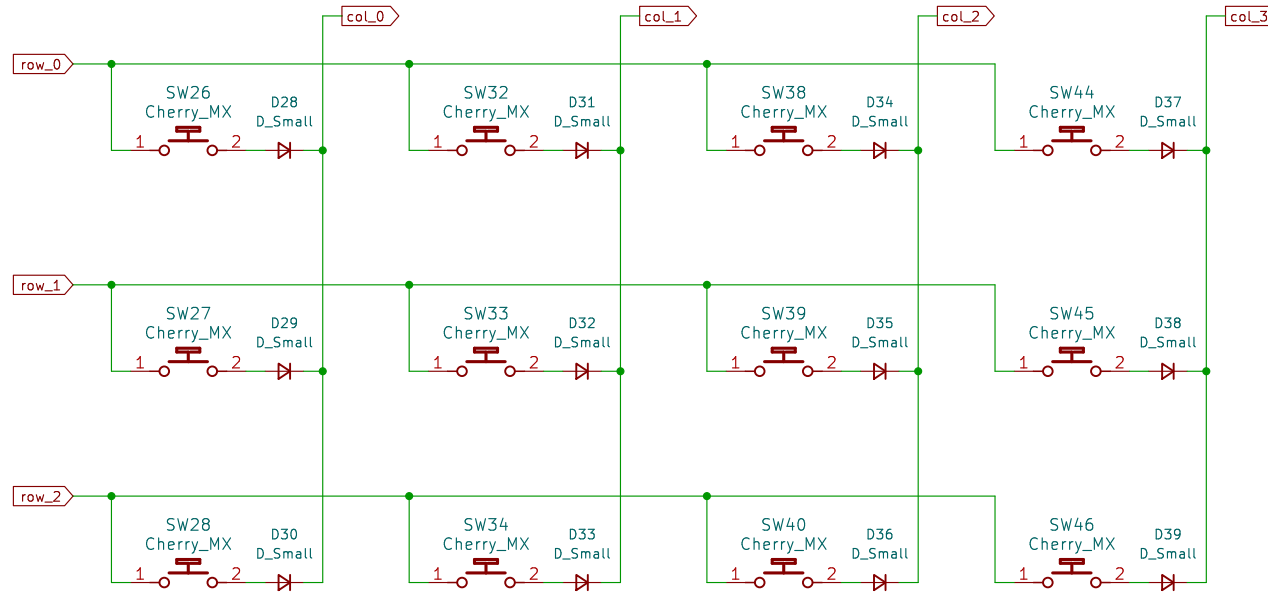 col_0
col_1
col_2
col_3
row_0
SW26
Cherry_MX
D28
D_Small
1
2
SW32
Cherry_MX
D31
D_Small
1
2
SW38
Cherry_MX
D34
D_Small
1
2
SW44
Cherry_MX
D37
D_Small
1
2
row_1
SW27
Cherry_MX
D29
D_Small
1
2
SW33
Cherry_MX
D32
D_Small
1
2
SW39
Cherry_MX
D35
D_Small
1
2
SW45
Cherry_MX
D38
D_Small
1
2
row_2
SW28
Cherry_MX
D30
D_Small
1
2
SW34
Cherry_MX
D33
D_Small
1
2
SW40
Cherry_MX
D36
D_Small
1
2
SW46
Cherry_MX
D39
D_Small
1
2